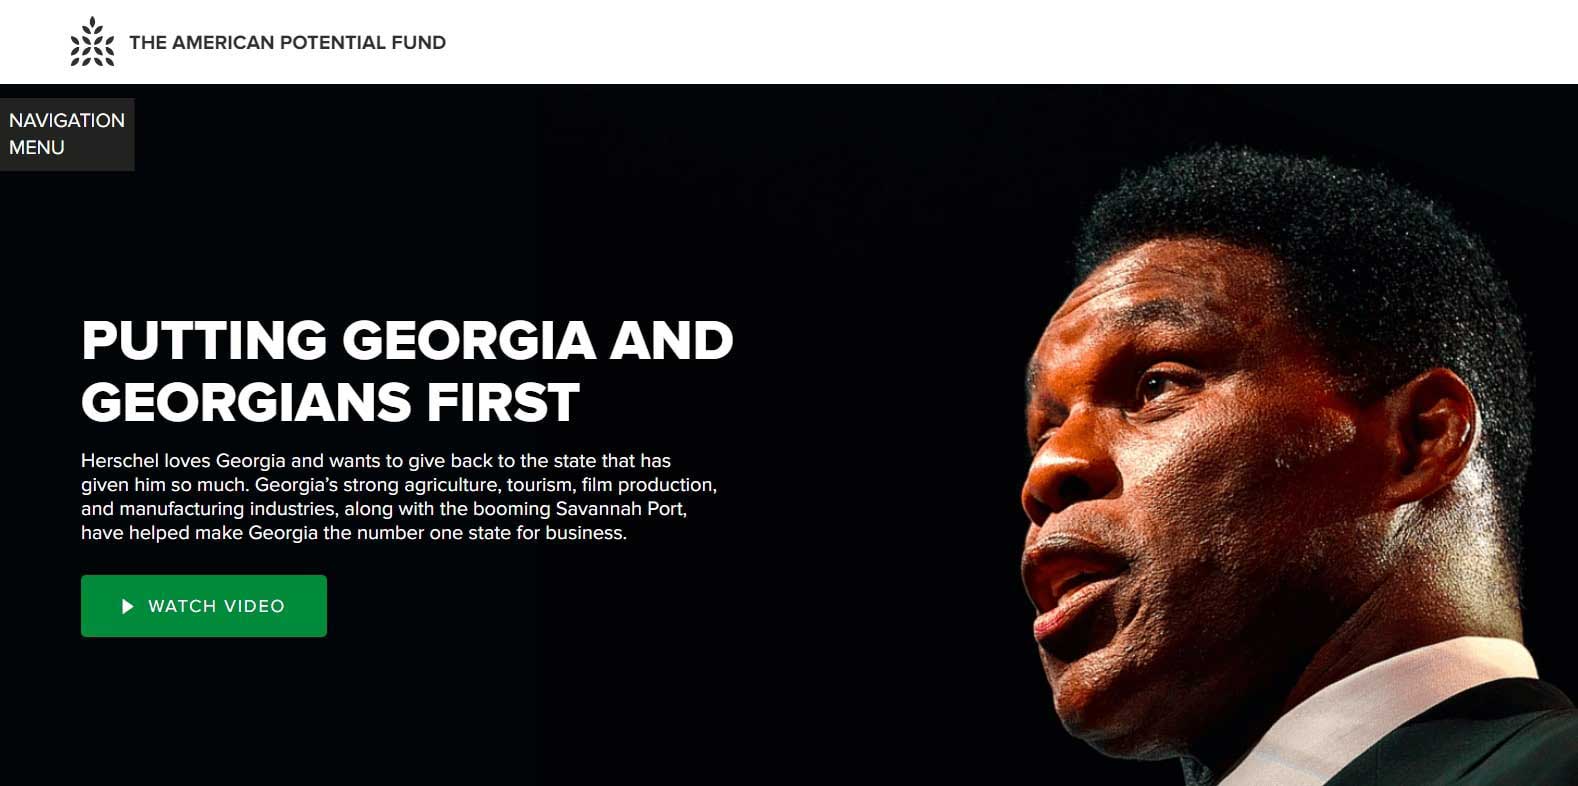 THE AMERICAN POTENTIAL FUND
NAVIGATION
MENU
PUTTING GEORGIA AND
GEORGIANS FIRST
Herschel loves Georgia and wants to give back to the state that has
given him so much. Georgia’s strong agriculture, tourism, film production,
and manufacturing industries, along with the booming Savannah Port,
have helped make Georgia the number one state for business.
WATCH VIDEO